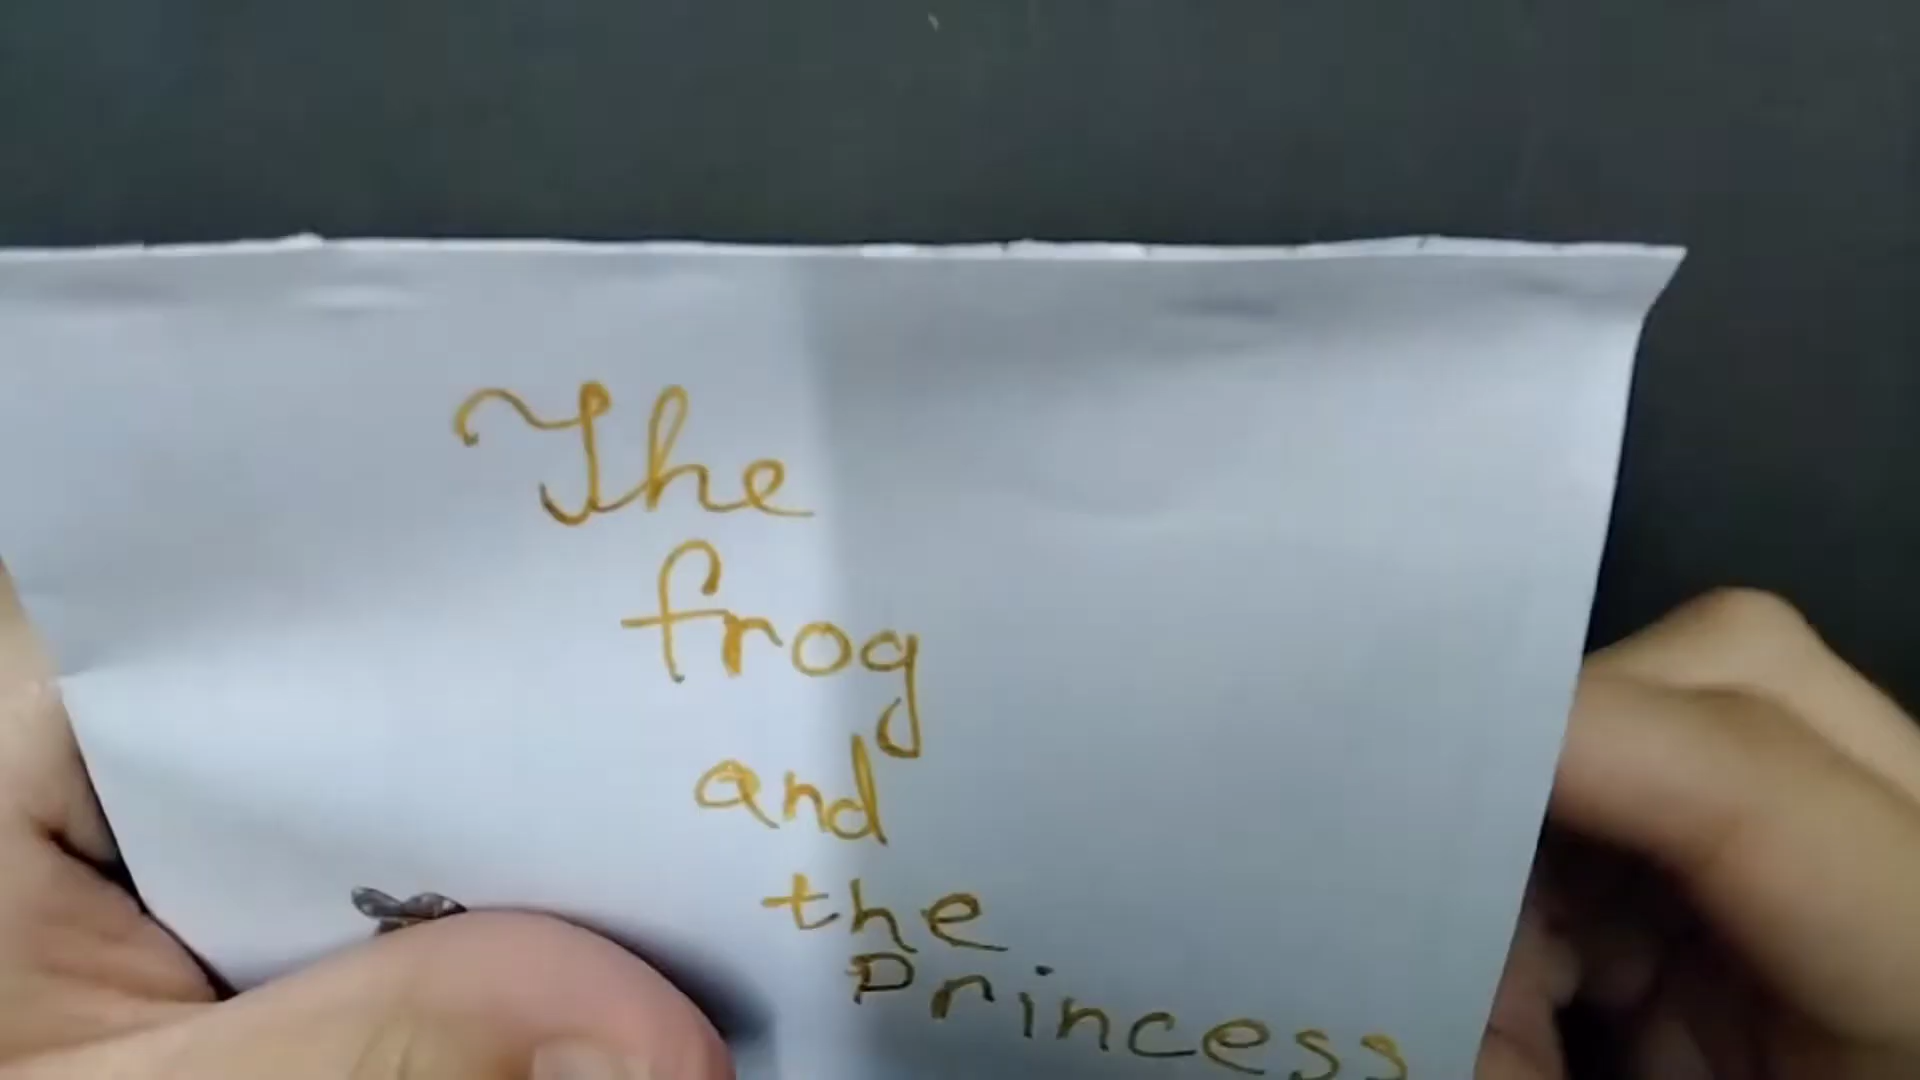 The
frog
and
the
Princess